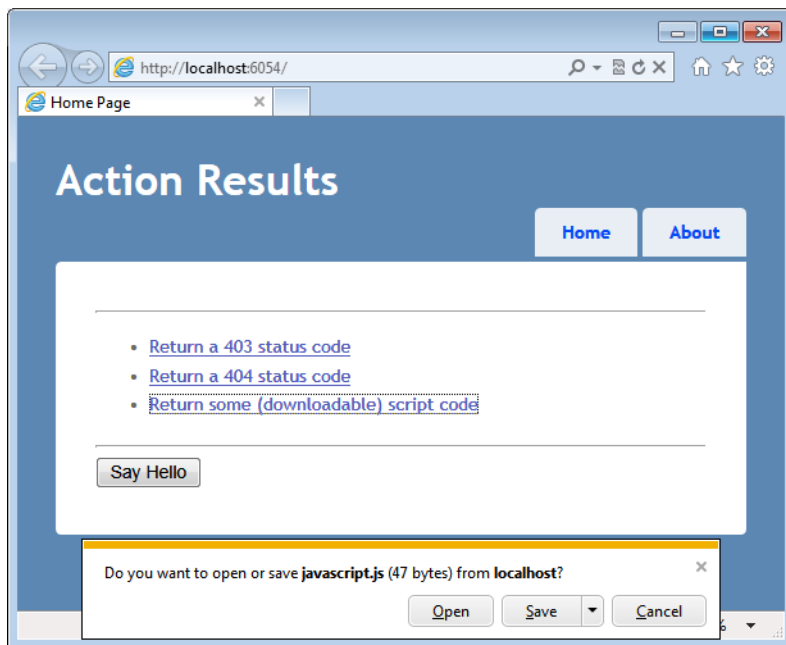 http://localhost:6054/
Home Page
Action Results
Home About
Return a 403 status code
Return a 404 status code
Return some (downloadable) script code
Say Hello
Do you want to open or save javascript.js (47 bytes) from localhost?
Open Save Cancel
%